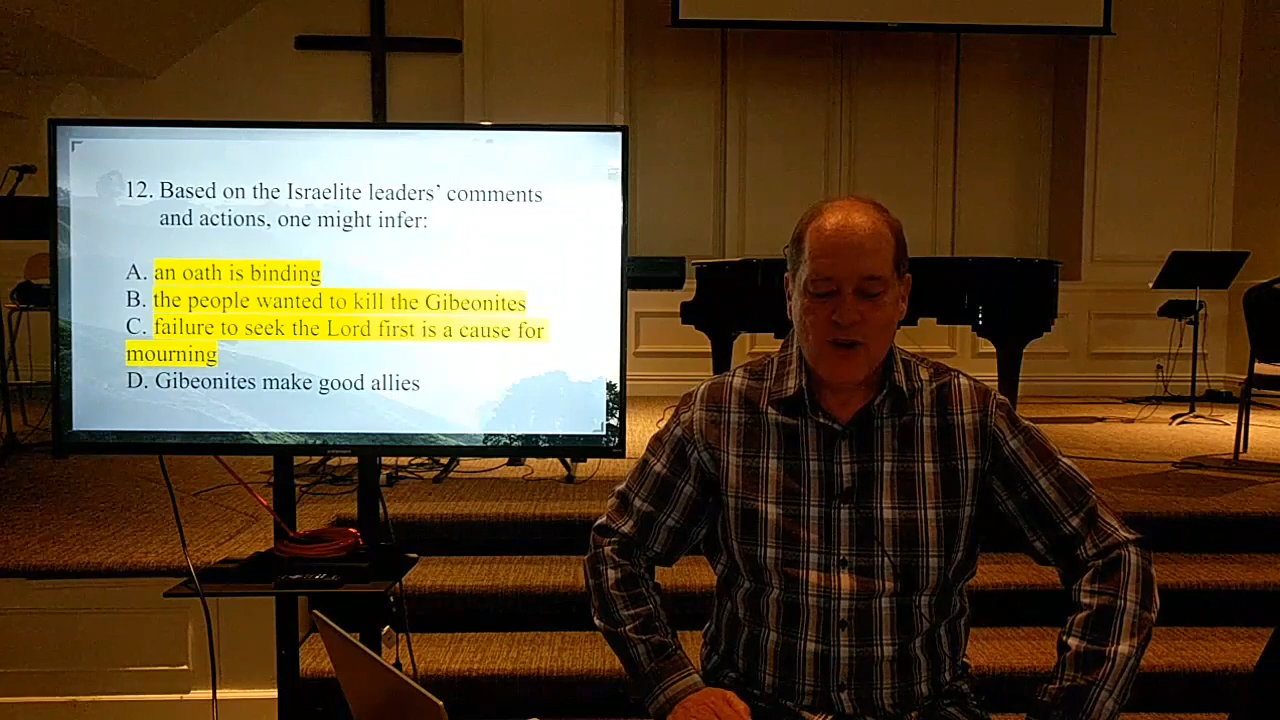 12. Based on the Israelite leaders' comments
and actions, one might infer:
A. an oath is binding
B. the people wanted to kill the Gibeonites
C. failure to seek the Lord first is a cause for
mourning
D. Gibeonites make good allies